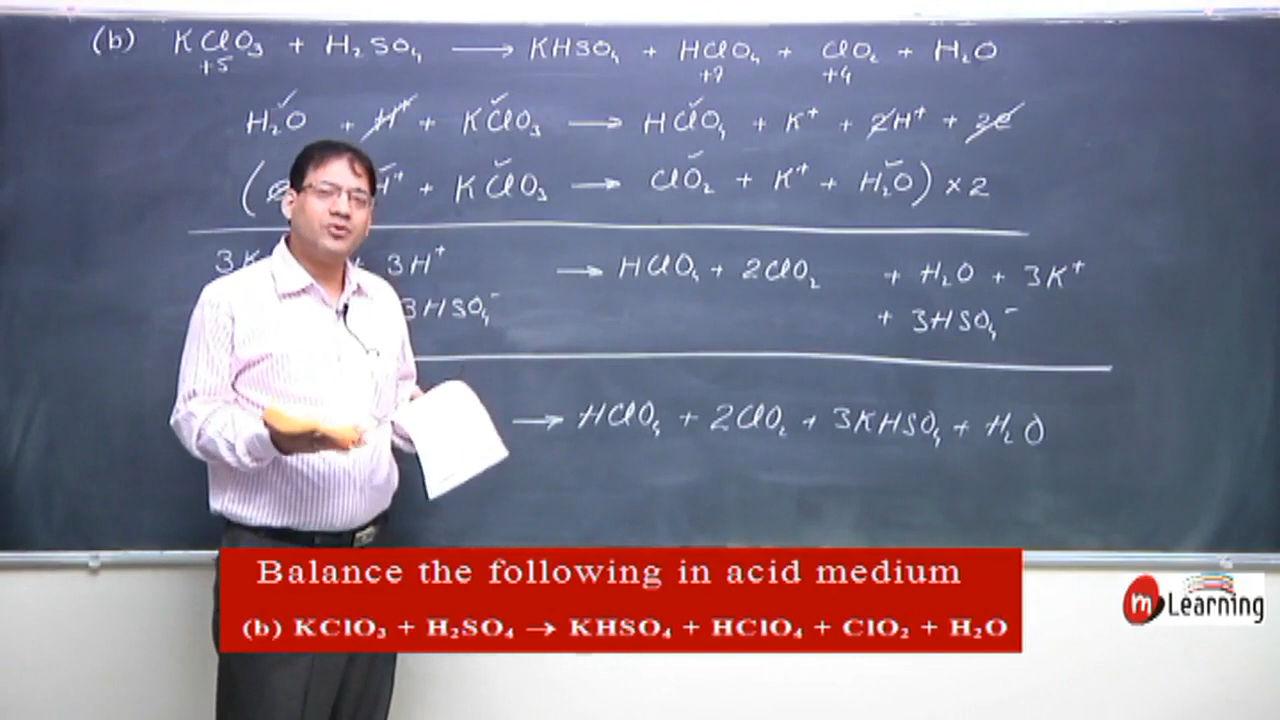 (b) KClO₃ + H₂SO₄ ⟶ KHSO₄ + HClO₄ + ClO₂ + H₂O
+5 +7 +4
H₂O + H⁺ + KClO₃ ⟶ HClO₄ + K⁺ + 2H⁺ + 2e
( H⁺ + KClO₃ ⟶ ClO₂ + K⁺ + H₂O) × 2
3K + 3H⁺ ⟶ HClO₄ + 2ClO₂ + H₂O + 3K⁺
3HSO₄⁻ + 3HSO₄⁻
⟶ HClO₄ + 2ClO₂ + 3KHSO₄ + H₂O
Balance the following in acid medium
(b) KClO₃ + H₂SO₄ → KHSO₄ + HClO₄ + ClO₂ + H₂O
m Learning